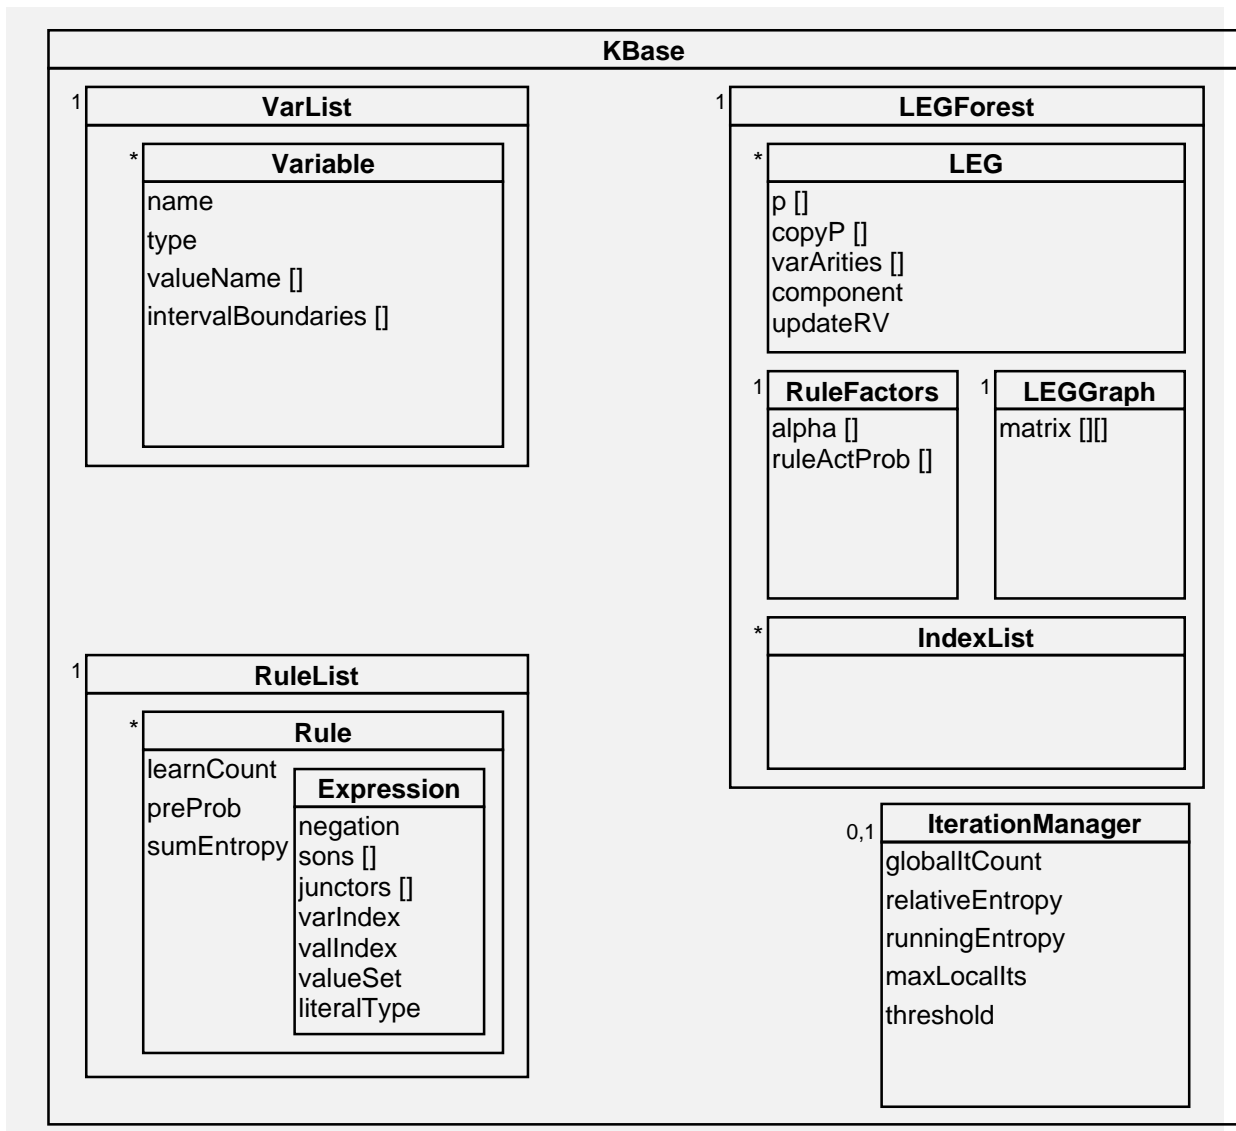 KBase
1
VarList
*
Variable
name
type
valueName []
intervalBoundaries []
1
LEGForest
*
LEG
p []
copyP []
varArities []
component
updateRV
1
RuleFactors
alpha []
ruleActProb []
1
LEGGraph
matrix [][]
*
IndexList
1
RuleList
*
Rule
learnCount
preProb
sumEntropy
Expression
negation
sons []
junctors []
varIndex
valIndex
valueSet
literalType
0,1
IterationManager
globalItCount
relativeEntropy
runningEntropy
maxLocalIts
threshold